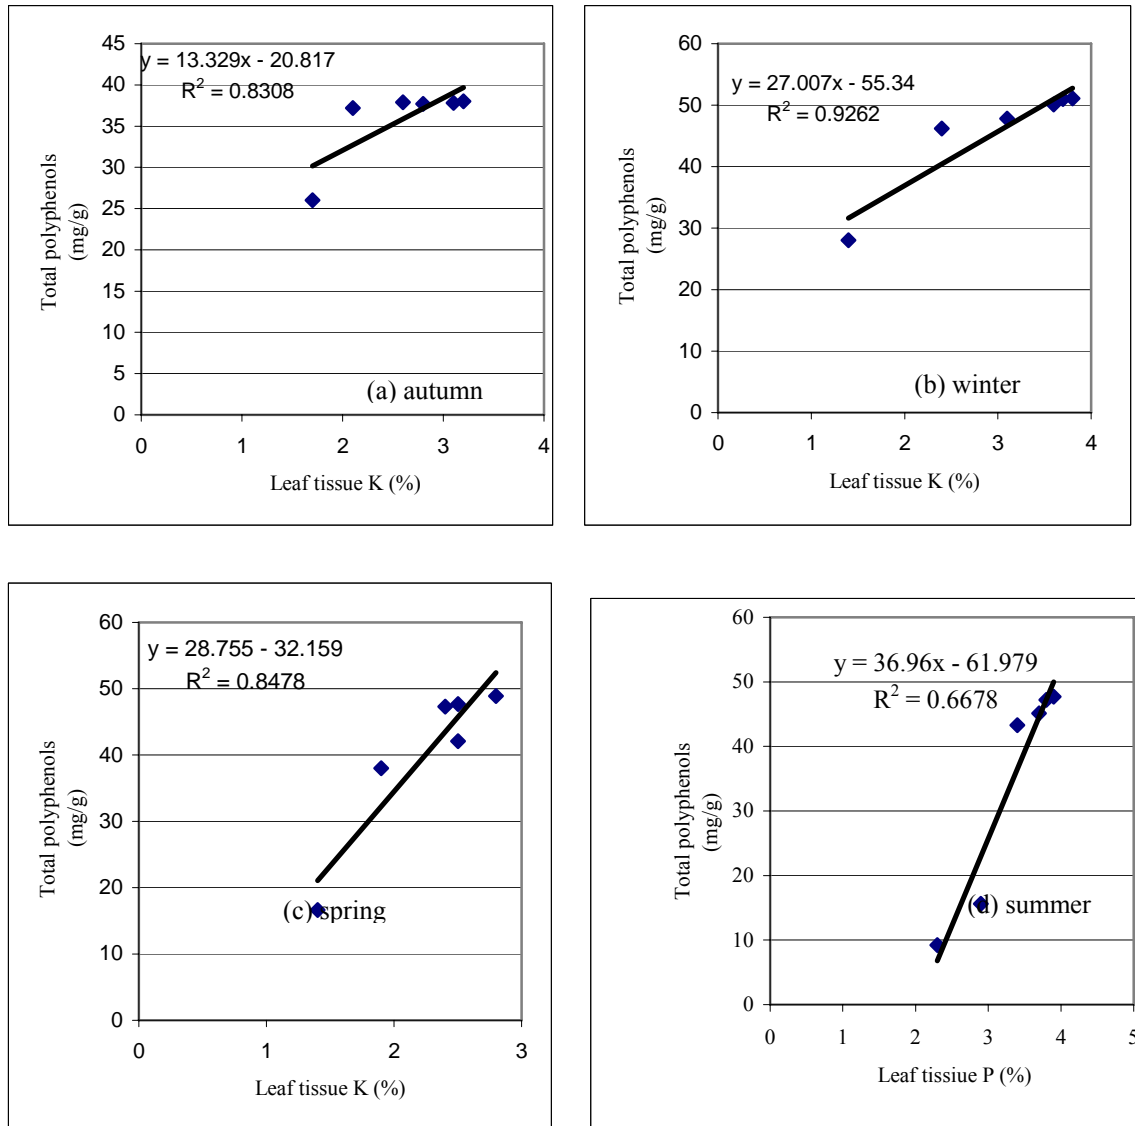 45
40
35
30
25
20
15
10
5
0
y = 13.329x - 20.817
R² = 0.8308
Total polyphenols
(mg/g)
(a) autumn
0 1 2 3 4
Leaf tissue K (%)
60
50
40
30
20
10
0
y = 27.007x - 55.34
R² = 0.9262
Total polyphenols
(mg/g)
(b) winter
0 1 2 3 4
Leaf tissue K (%)
60
50
40
30
20
10
0
y = 28.755 - 32.159
R² = 0.8478
Total polyphenols
(mg/g)
(c) spring
0 1 2 3
Leaf tissue K (%)
60
50
40
30
20
10
0
y = 36.96x - 61.979
R² = 0.6678
Total polyphenols
(mg/g)
(d) summer
0 1 2 3 4 5
Leaf tissiue P (%)